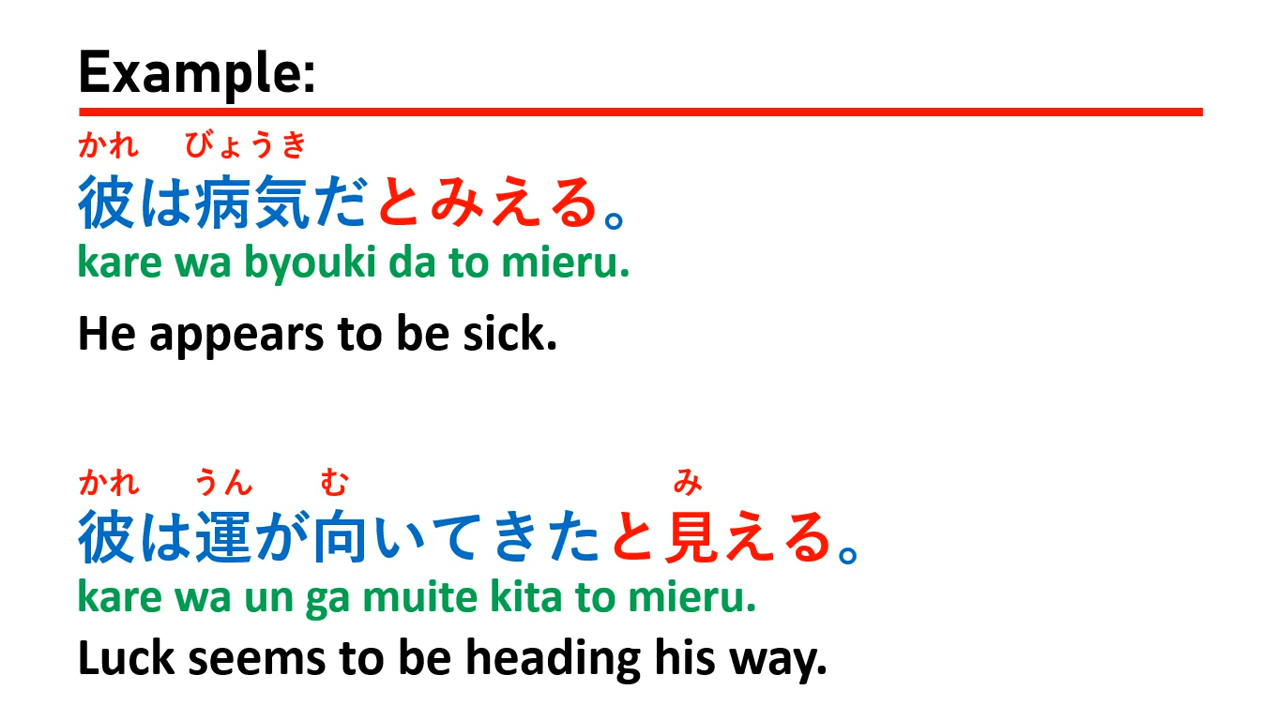 Example:
かれ びょうき
彼は病気だとみえる。
kare wa byouki da to mieru.
He appears to be sick.
かれ うん む み
彼は運が向いてきたと見える。
kare wa un ga muite kita to mieru.
Luck seems to be heading his way.